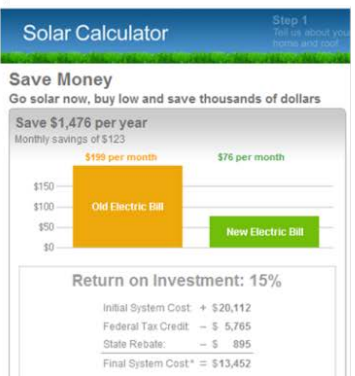 Solar Calculator
Step 1
Tell us about your
home and roof
Save Money
Go solar now, buy low and save thousands of dollars
Save $1,476 per year
Monthly savings of $123
$199 per month $76 per month
$150
$100 Old Electric Bill
$50 New Electric Bill
$0
Return on Investment: 15%
Initial System Cost: + $20,112
Federal Tax Credit: – $ 5,765
State Rebate: – $ 895
Final System Cost* = $13,452